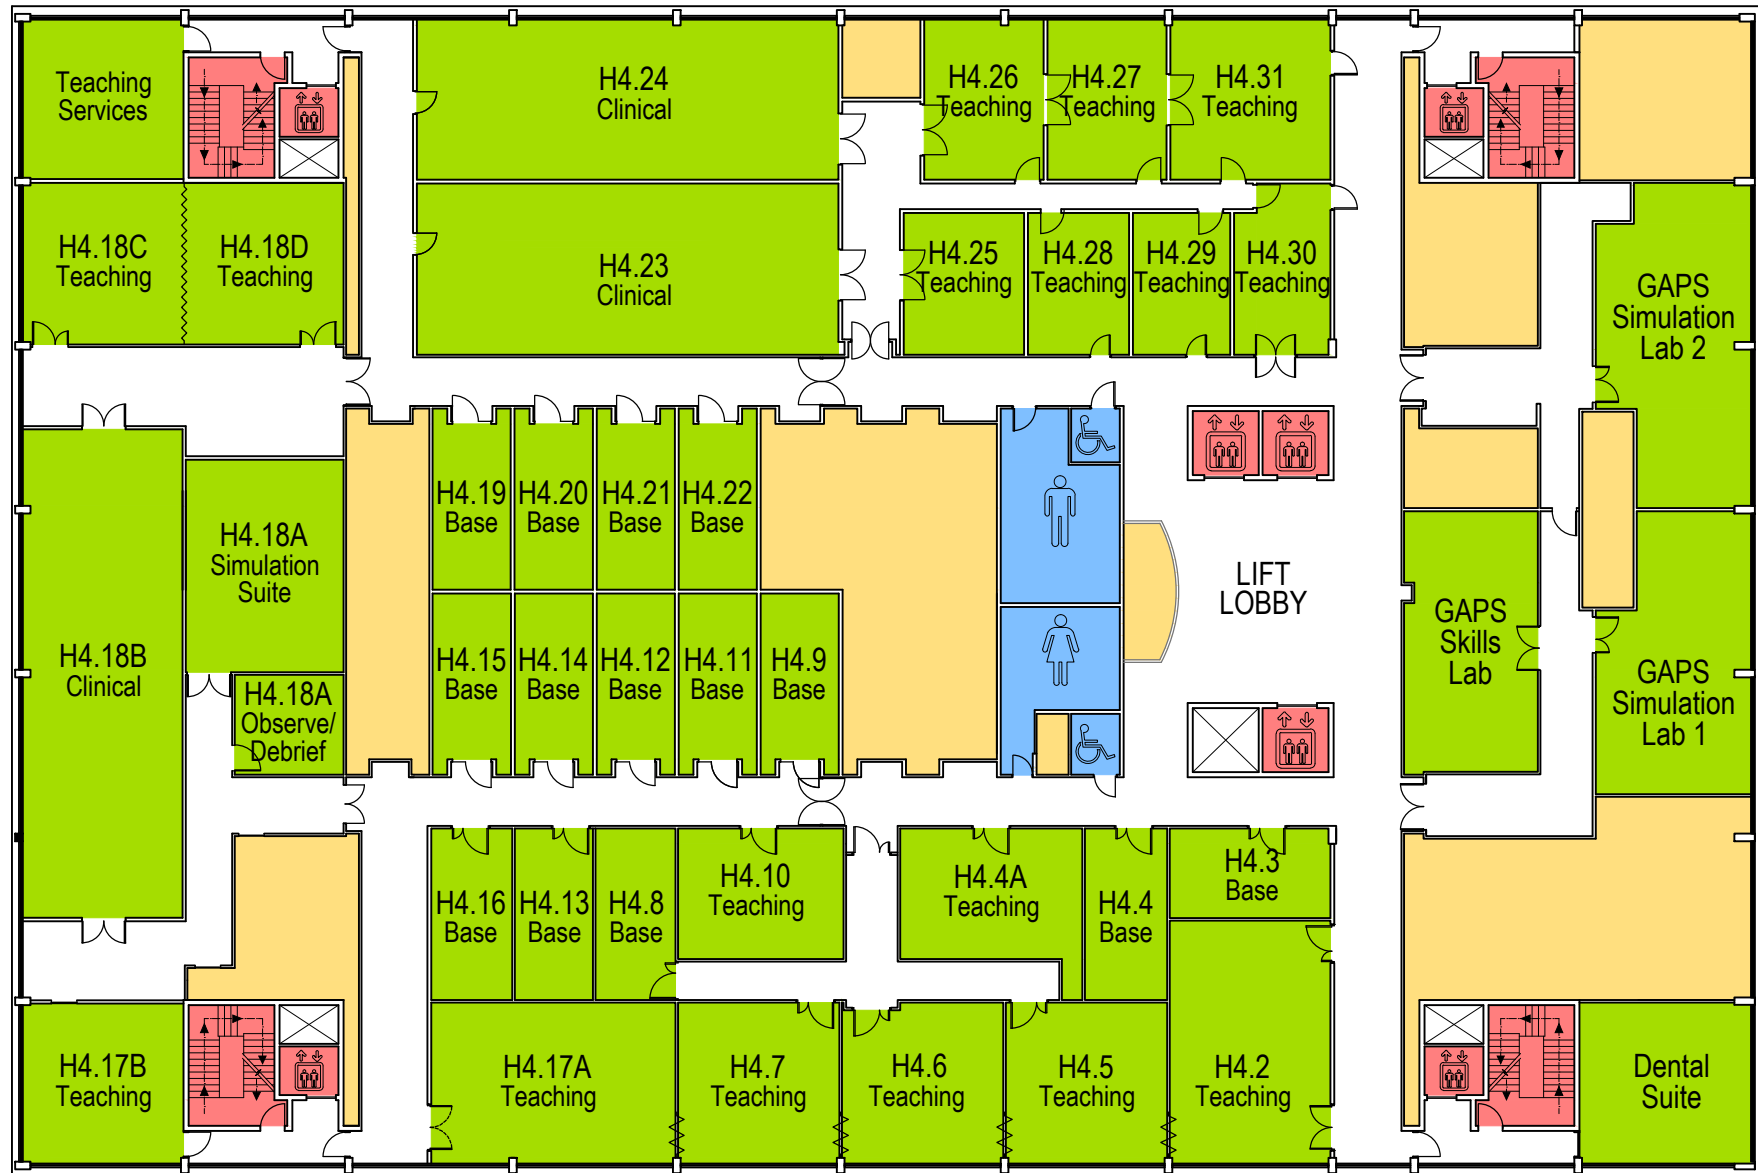 Teaching
Services
H4.24
Clinical
H4.26
Teaching
H4.27
Teaching
H4.31
Teaching
H4.18C
Teaching
H4.18D
Teaching
H4.23
Clinical
H4.25
Teaching
H4.28
Teaching
H4.29
Teaching
H4.30
Teaching
GAPS
Simulation
Lab 2
H4.19
Base
H4.20
Base
H4.21
Base
H4.22
Base
H4.18A
Simulation
Suite
LIFT
LOBBY
H4.18B
Clinical
H4.18A
Observe/
Debrief
H4.15
Base
H4.14
Base
H4.12
Base
H4.11
Base
H4.9
Base
GAPS
Skills
Lab
GAPS
Simulation
Lab 1
H4.16
Base
H4.13
Base
H4.8
Base
H4.10
Teaching
H4.4A
Teaching
H4.4
Base
H4.3
Base
H4.17B
Teaching
H4.17A
Teaching
H4.7
Teaching
H4.6
Teaching
H4.5
Teaching
H4.2
Teaching
Dental
Suite